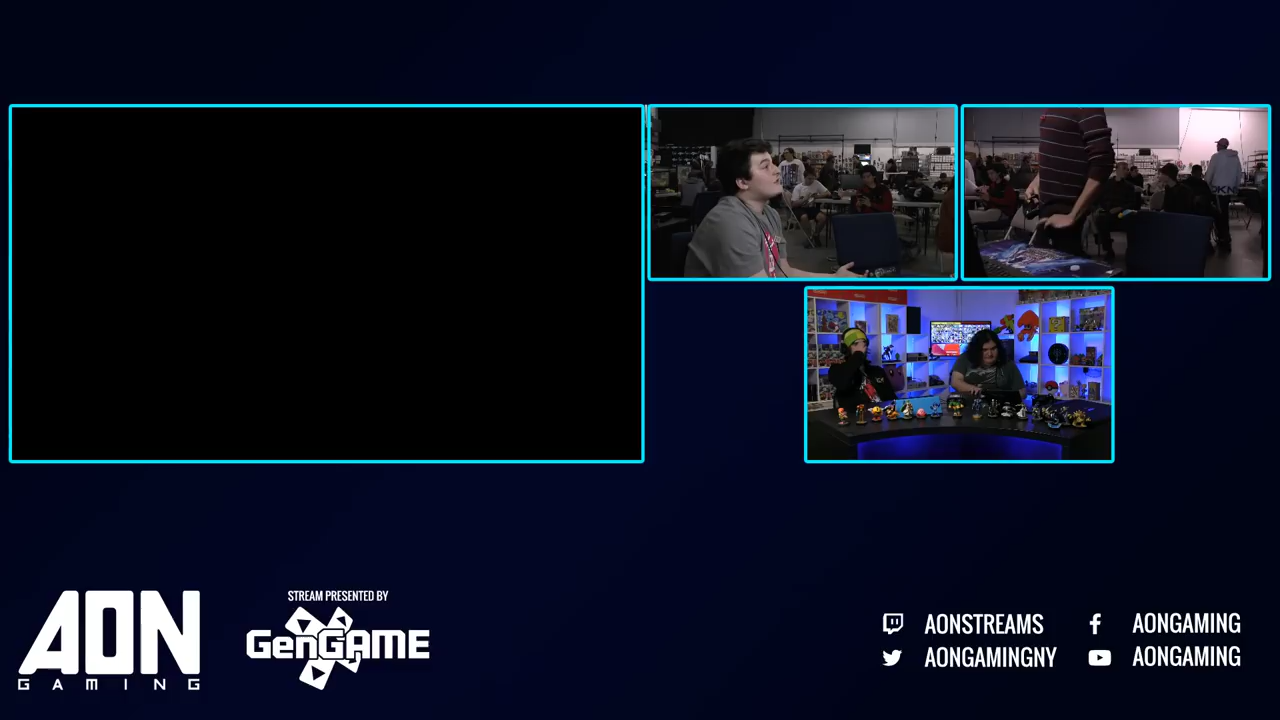 AON
GAMING
STREAM PRESENTED BY
GenGAME
AONSTREAMS
AONGAMING
AONGAMINGNY
AONGAMING